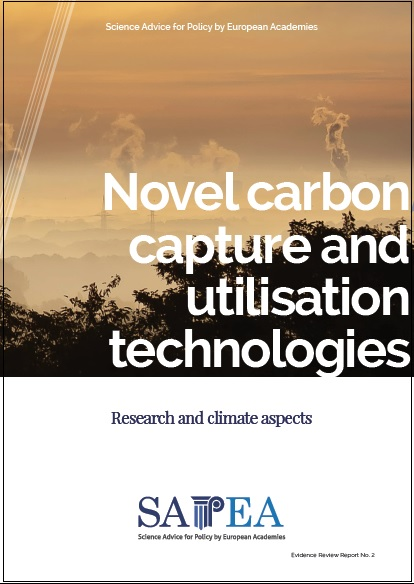 Science Advice for Policy by European Academies
Novel carbon
capture and
utilisation
technologies
Research and climate aspects
SAPEA
Science Advice for Policy by European Academies
Evidence Review Report No. 2